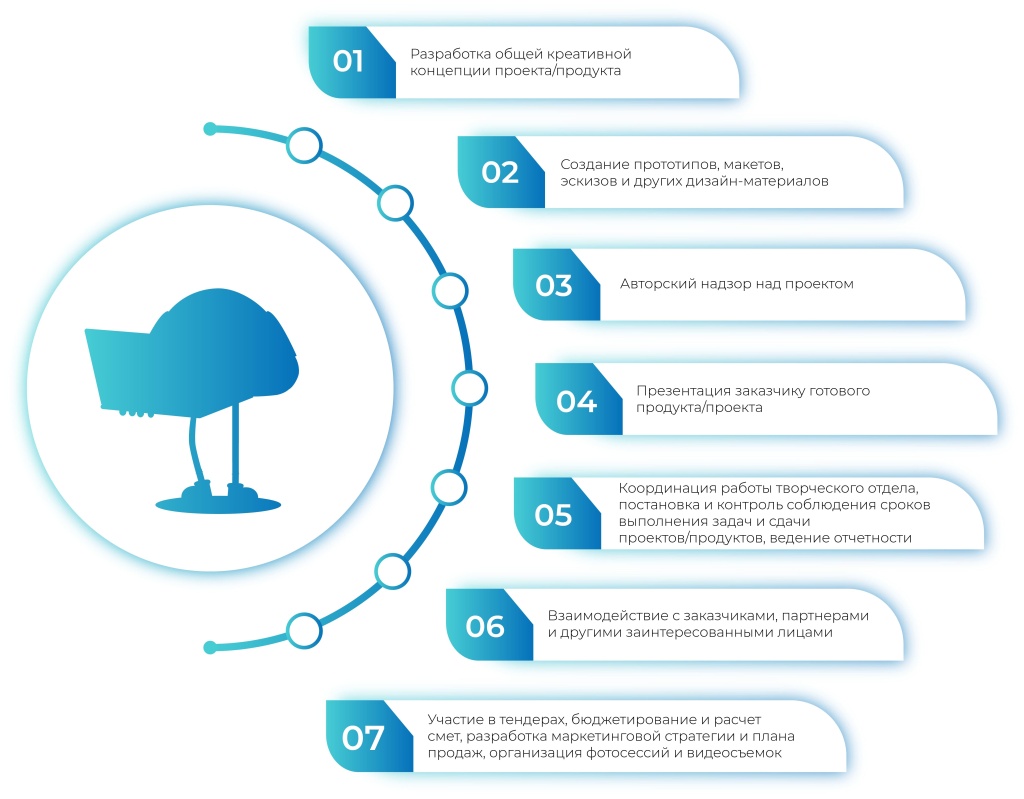 01
Разработка общей креативной
концепции проекта/продукта
02
Создание прототипов, макетов,
эскизов и других дизайн-материалов
03
Авторский надзор над проектом
04
Презентация заказчику готового
продукта/проекта
05
Координация работы творческого отдела,
постановка и контроль соблюдения сроков
выполнения задач и сдачи
проектов/продуктов, ведение отчетности
06
Взаимодействие с заказчиками, партнерами
и другими заинтересованными лицами
07
Участие в тендерах, бюджетирование и расчет
смет, разработка маркетинговой стратегии и плана
продаж, организация фотосессий и видеосъемок